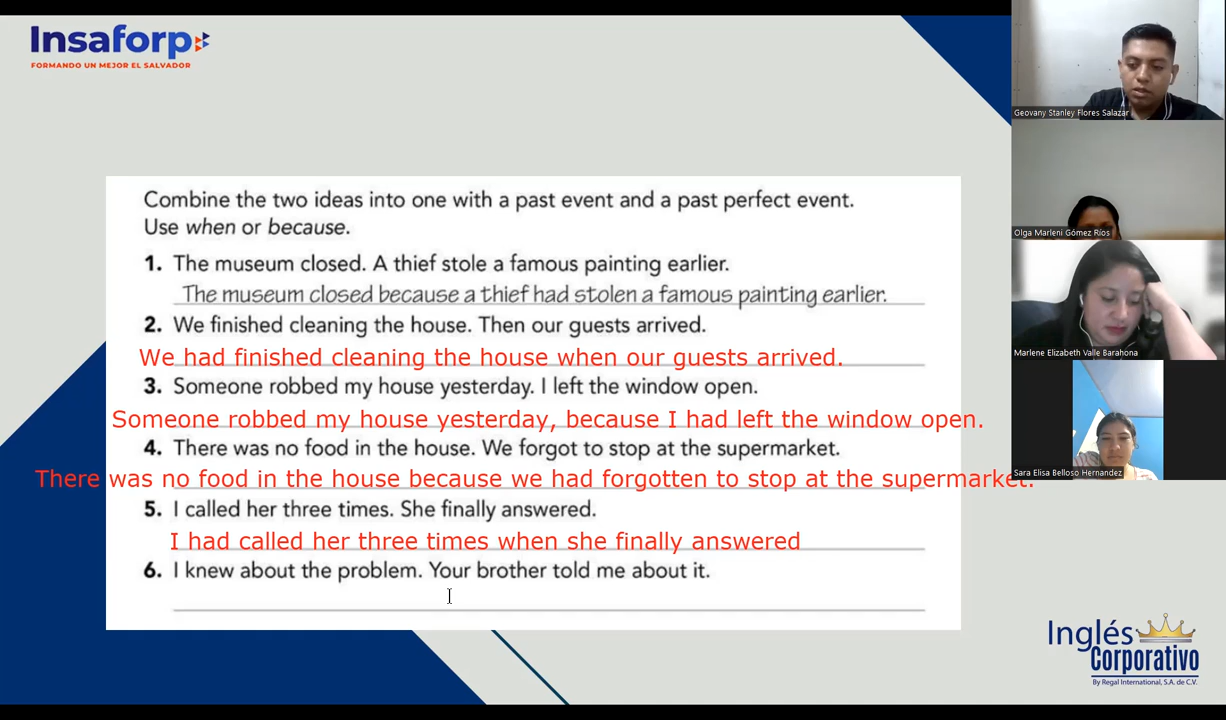 Insaforp
FORMANDO UN MEJOR EL SALVADOR
Geovany Stanley Flores Salazar
Olga Marleni Gómez Ríos
Marlene Elizabeth Valle Barahona
Sara Elisa Belloso Hernandez
Combine the two ideas into one with a past event and a past perfect event.
Use when or because.
1. The museum closed. A thief stole a famous painting earlier.
The museum closed because a thief had stolen a famous painting earlier.
2. We finished cleaning the house. Then our guests arrived.
We had finished cleaning the house when our guests arrived.
3. Someone robbed my house yesterday. I left the window open.
Someone robbed my house yesterday, because I had left the window open.
4. There was no food in the house. We forgot to stop at the supermarket.
There was no food in the house because we had forgotten to stop at the supermarket.
5. I called her three times. She finally answered.
I had called her three times when she finally answered
6. I knew about the problem. Your brother told me about it.
Inglés
Corporativo
By Regal International, S.A. de C.V.